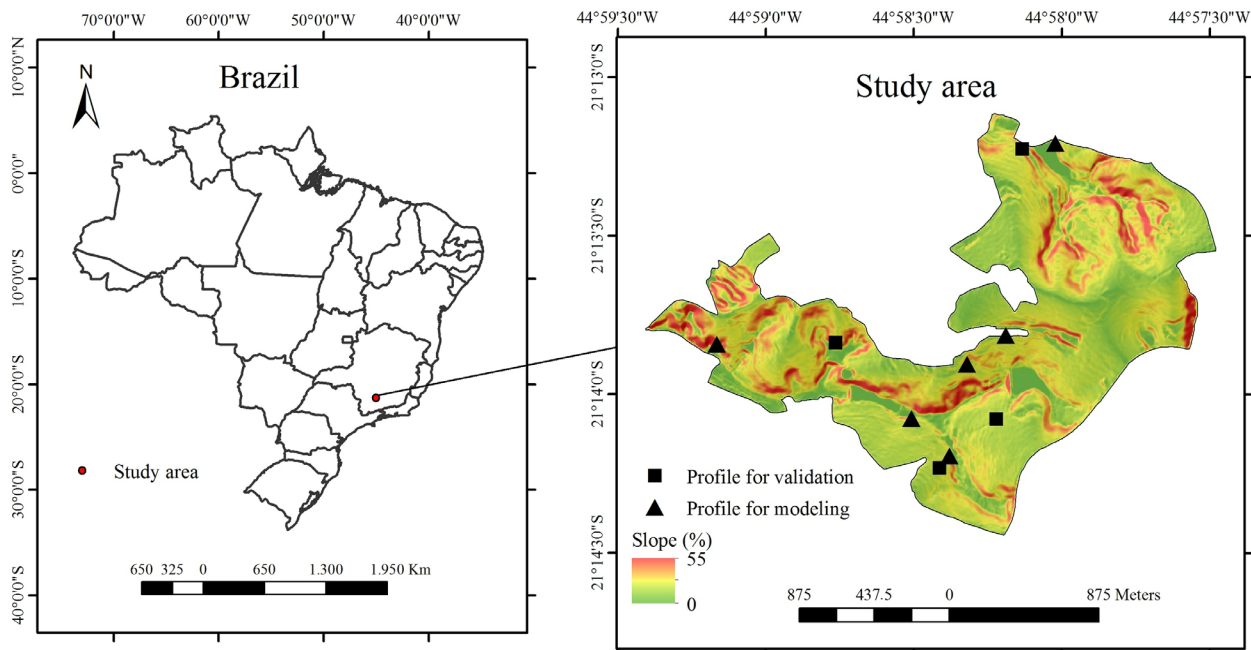 70°0'0"W 60°0'0"W 50°0'0"W 40°0'0"W
10°0'0"N
0°0'0"
10°0'0"S
20°0'0"S
30°0'0"S
40°0'0"S
N
Brazil
Study area
650 325 0 650 1.300 1.950 Km
44°59'30"W 44°59'0"W 44°58'30"W 44°58'0"W 44°57'30"W
21°13'0"S
21°13'30"S
21°14'0"S
21°14'30"S
Study area
Profile for validation
Profile for modeling
Slope (%)
55
0
875 437.5 0 875 Meters